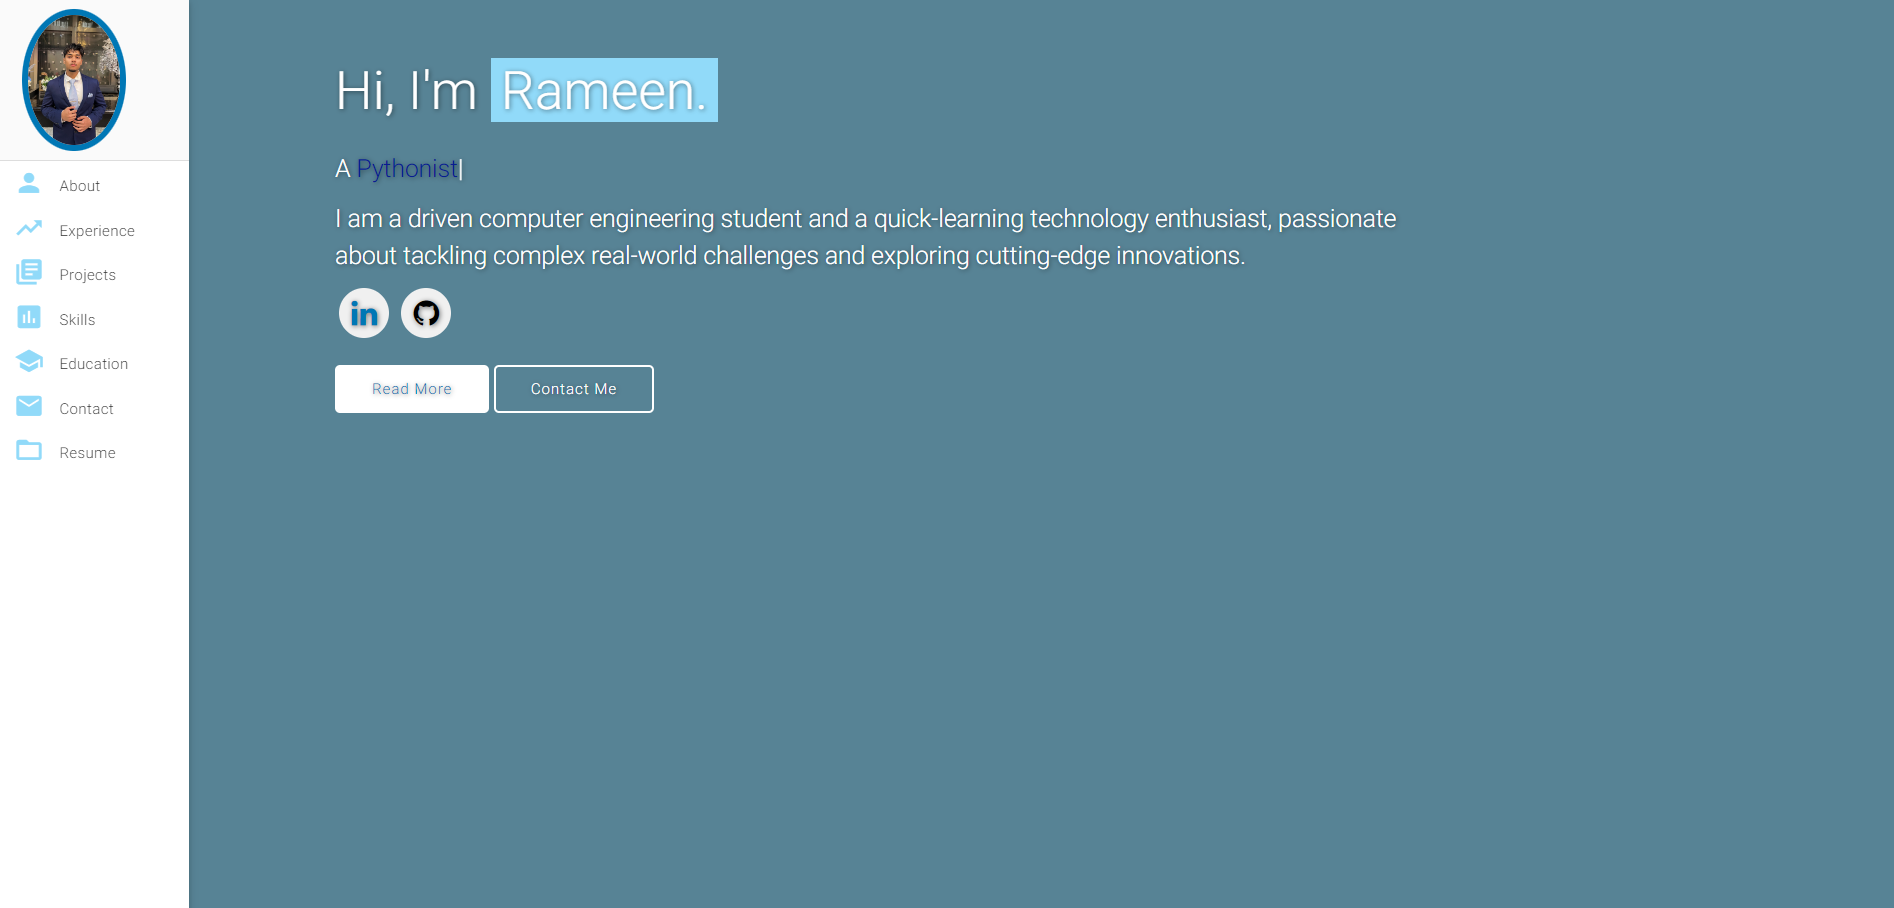 About
Experience
Projects
Skills
Education
Contact
Resume
Hi, I'm Rameen.
A Pythonist|
I am a driven computer engineering student and a quick-learning technology enthusiast, passionate
about tackling complex real-world challenges and exploring cutting-edge innovations.
in
Read More
Contact Me